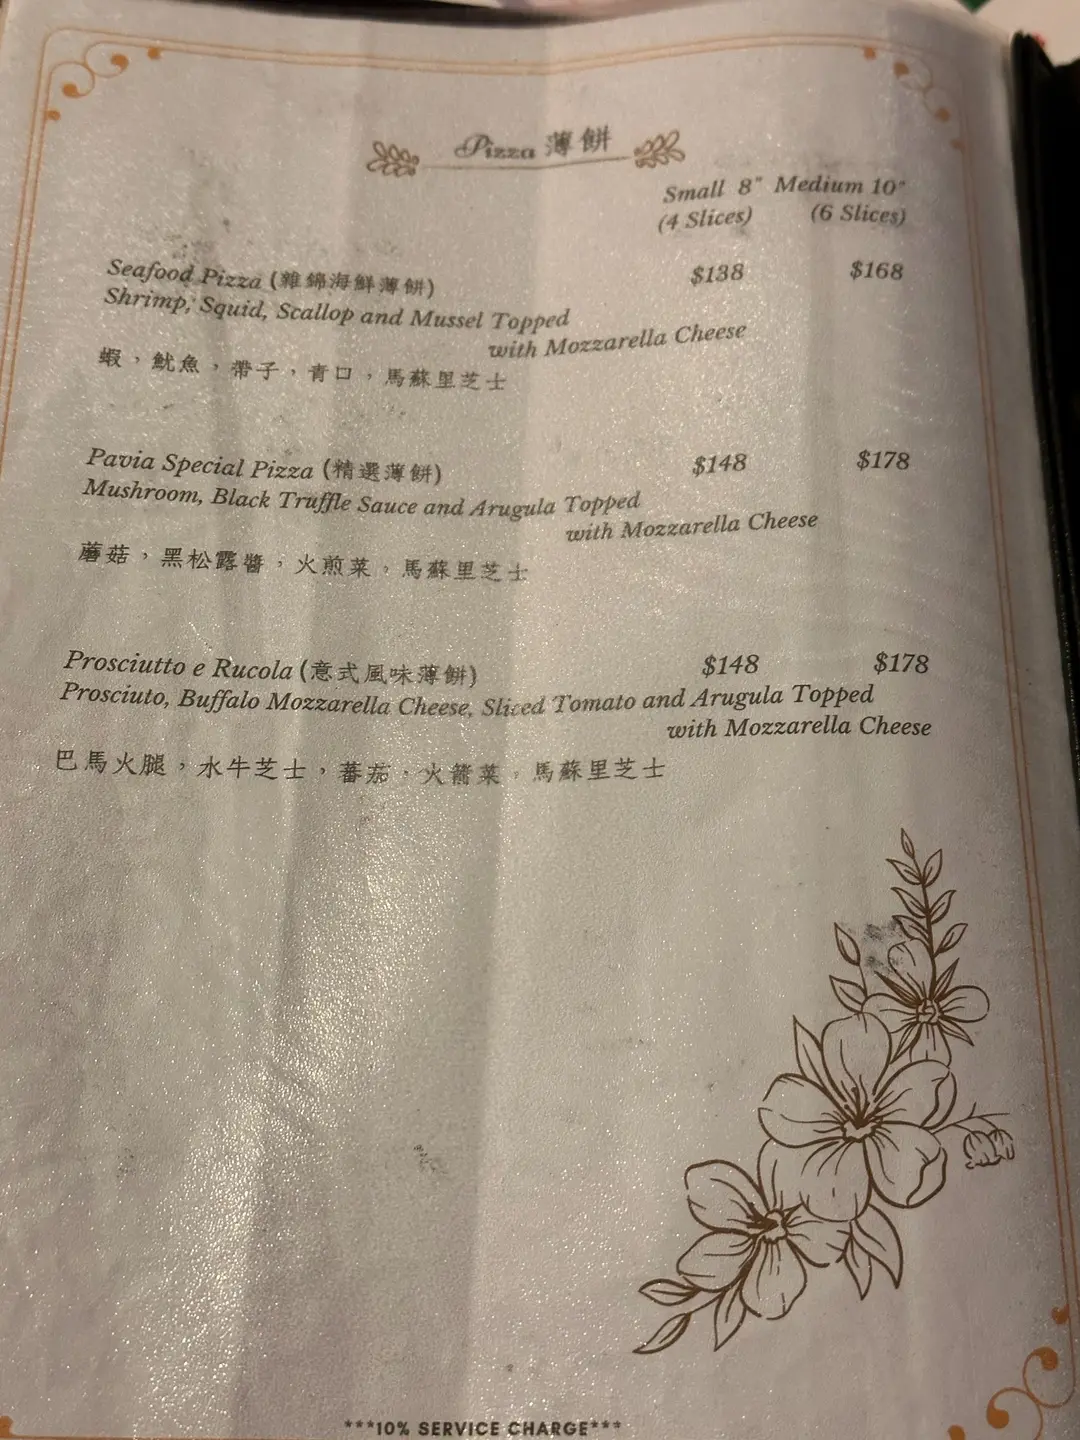 Pizza 薄餅
Small 8" Medium 10"
(4 Slices) (6 Slices)
Seafood Pizza (雜錦海鮮薄餅) $138 $168
Shrimp, Squid, Scallop and Mussel Topped
with Mozzarella Cheese
蝦，魷魚，帶子，青口，馬蘇里芝士
Pavia Special Pizza (精選薄餅) $148 $178
Mushroom, Black Truffle Sauce and Arugula Topped
with Mozzarella Cheese
蘑菇，黑松露醬，火煎菜，馬蘇里芝士
Prosciutto e Rucola (意式風味薄餅) $148 $178
Prosciuto, Buffalo Mozzarella Cheese, Sliced Tomato and Arugula Topped
with Mozzarella Cheese
巴馬火腿，水牛芝士，蕃茄，火箭菜，馬蘇里芝士
***10% SERVICE CHARGE***